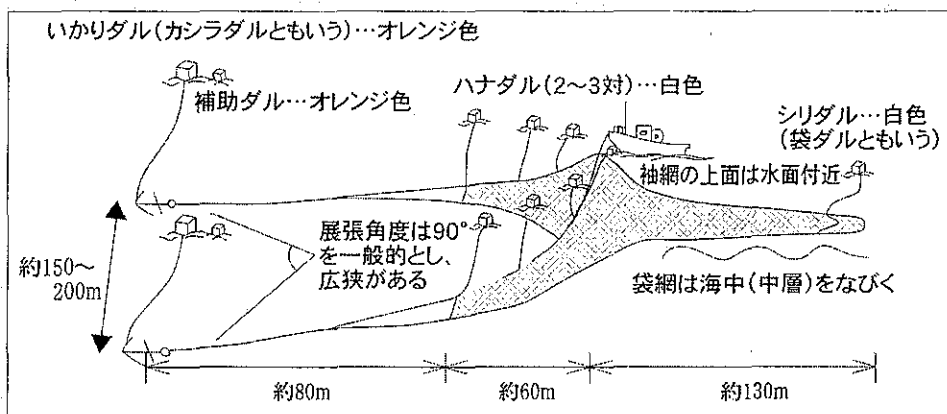 いかりダル(カシラダルともいう)…オレンジ色
補助ダル…オレンジ色
ハナダル(2〜3対)…白色
シリダル…白色
(袋ダルともいう)
袖網の上面は水面付近
展張角度は90°
を一般的とし、
広狭がある
約150〜
200m
袋網は海中(中層)をなびく
約80m
約60m
約130m